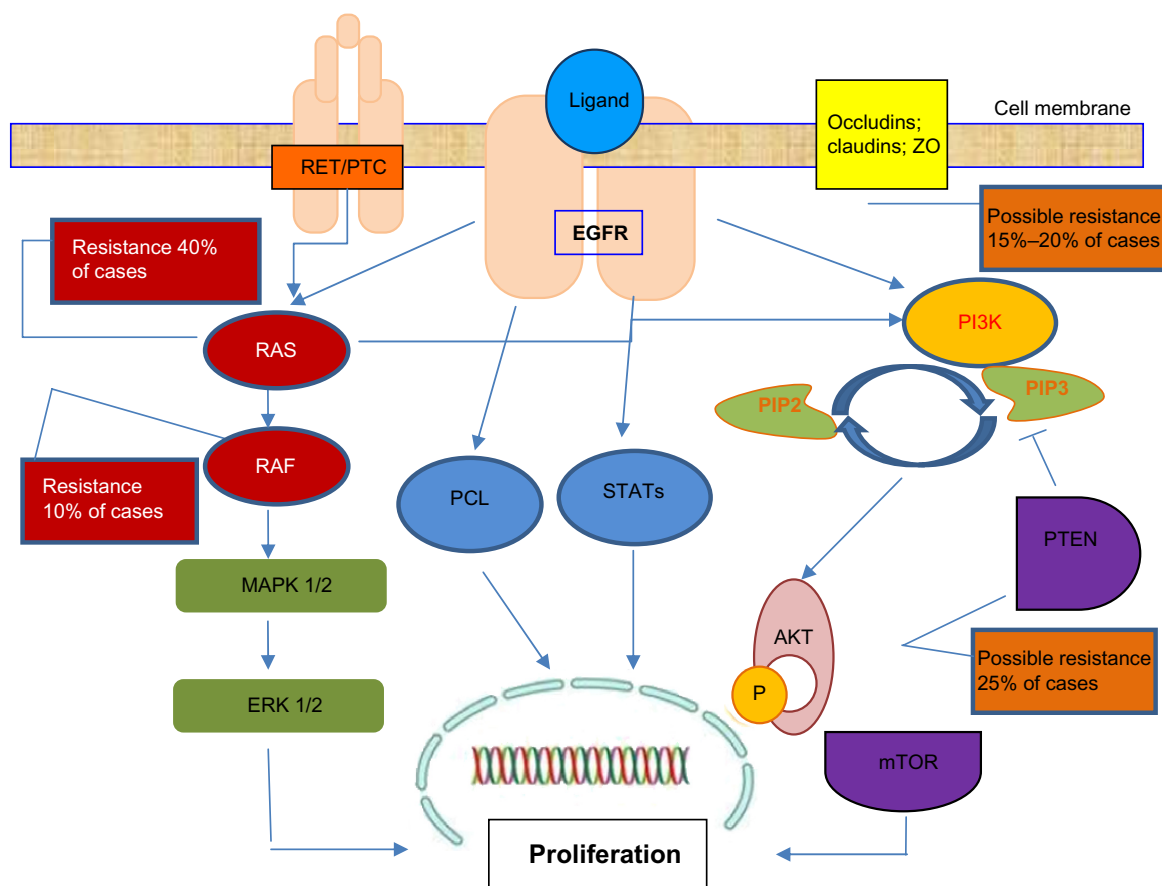 Ligand
Cell membrane
Occludins;
claudins; ZO
RET/PTC
EGFR
Resistance 40%
of cases
Possible resistance
15%–20% of cases
RAS
PI3K
PIP2
PIP3
RAF
Resistance
10% of cases
PCL
STATs
PTEN
MAPK 1/2
AKT
P
Possible resistance
25% of cases
ERK 1/2
mTOR
Proliferation